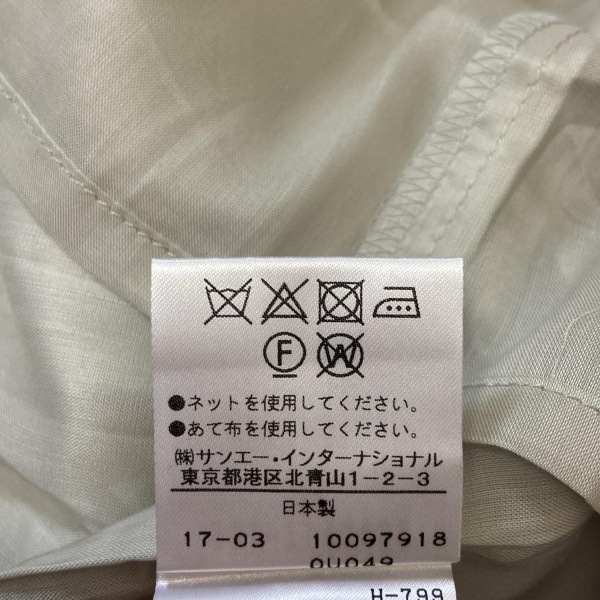 F W
●ネットを使用してください。
●あて布を使用してください。
㈱サンエー・インターナショナル
東京都港区北青山1-2-3
日本製
17-03 10097918
0U049
H-799